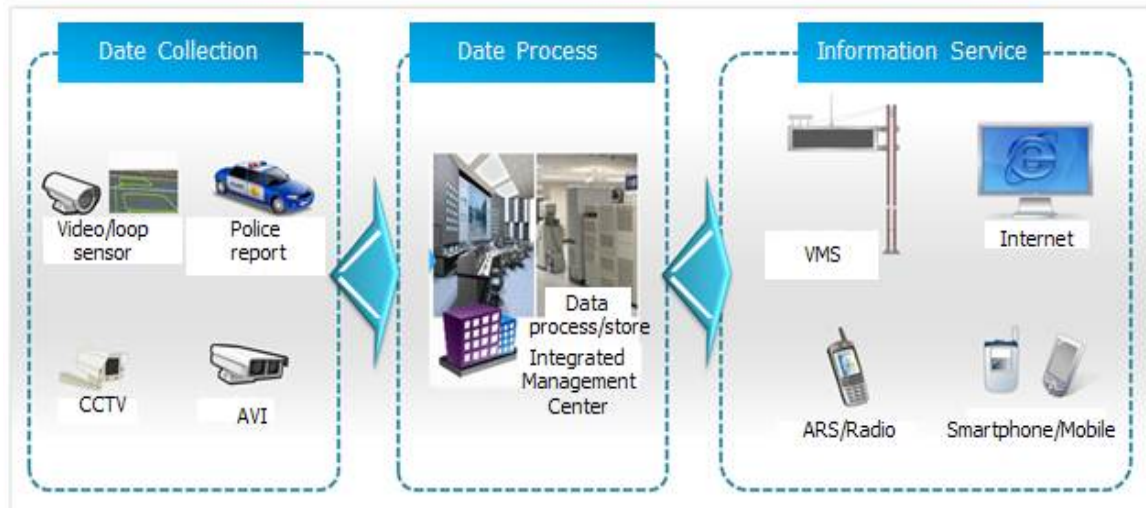 Date Collection
Date Process
Information Service
Video/loop
sensor
Police
report
CCTV
AVI
Data
process/store
Integrated
Management
Center
VMS
Internet
ARS/Radio
Smartphone/Mobile